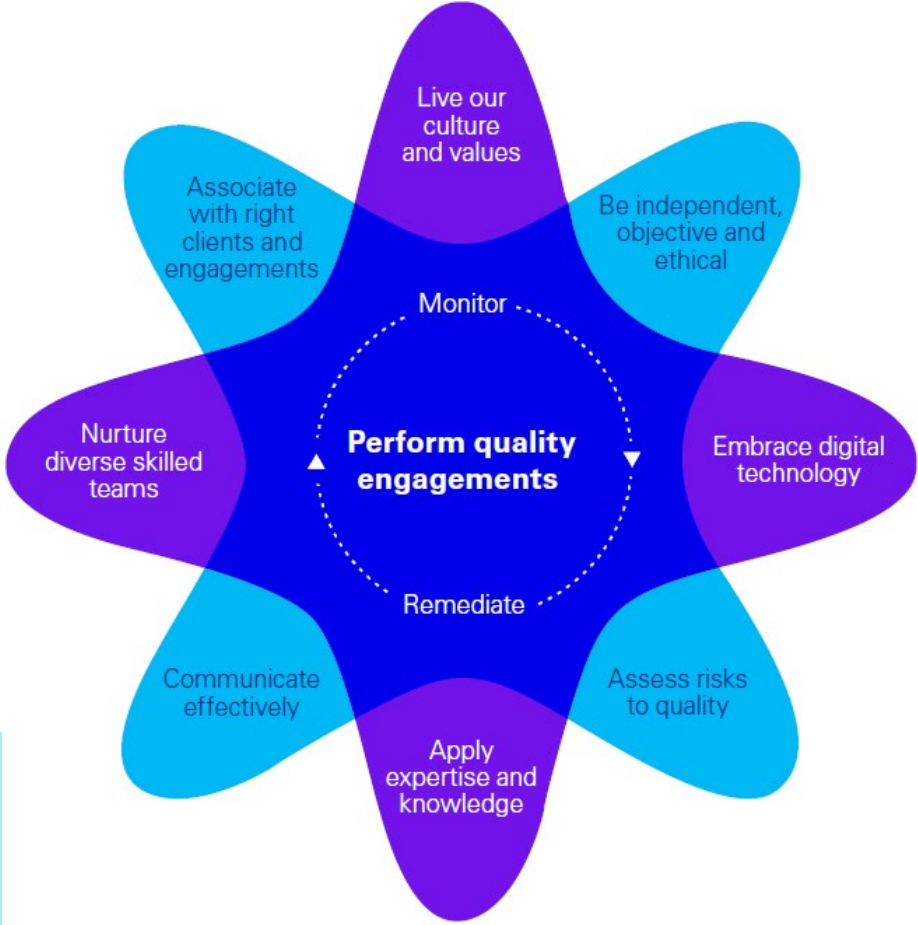 Live our
culture
and values
Associate
with right
clients and
engagements
Be independent,
objective and
ethical
Monitor
Nurture
diverse skilled
teams
Perform quality
engagements
Embrace digital
technology
Remediate
Communicate
effectively
Assess risks
to quality
Apply
expertise and
knowledge